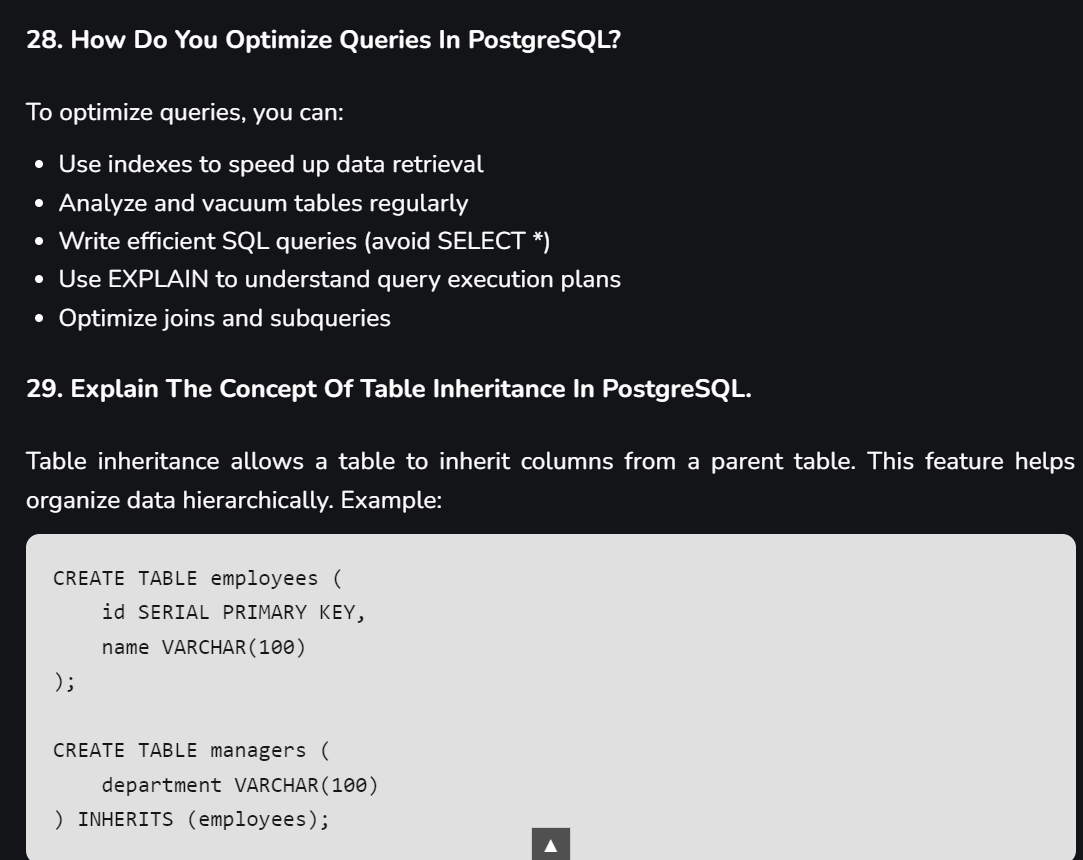 28. How Do You Optimize Queries In PostgreSQL?
To optimize queries, you can:
• Use indexes to speed up data retrieval
• Analyze and vacuum tables regularly
• Write efficient SQL queries (avoid SELECT *)
• Use EXPLAIN to understand query execution plans
• Optimize joins and subqueries
29. Explain The Concept Of Table Inheritance In PostgreSQL.
Table inheritance allows a table to inherit columns from a parent table. This feature helps
organize data hierarchically. Example:
CREATE TABLE employees (
    id SERIAL PRIMARY KEY,
    name VARCHAR(100)
);
CREATE TABLE managers (
    department VARCHAR(100)
) INHERITS (employees);